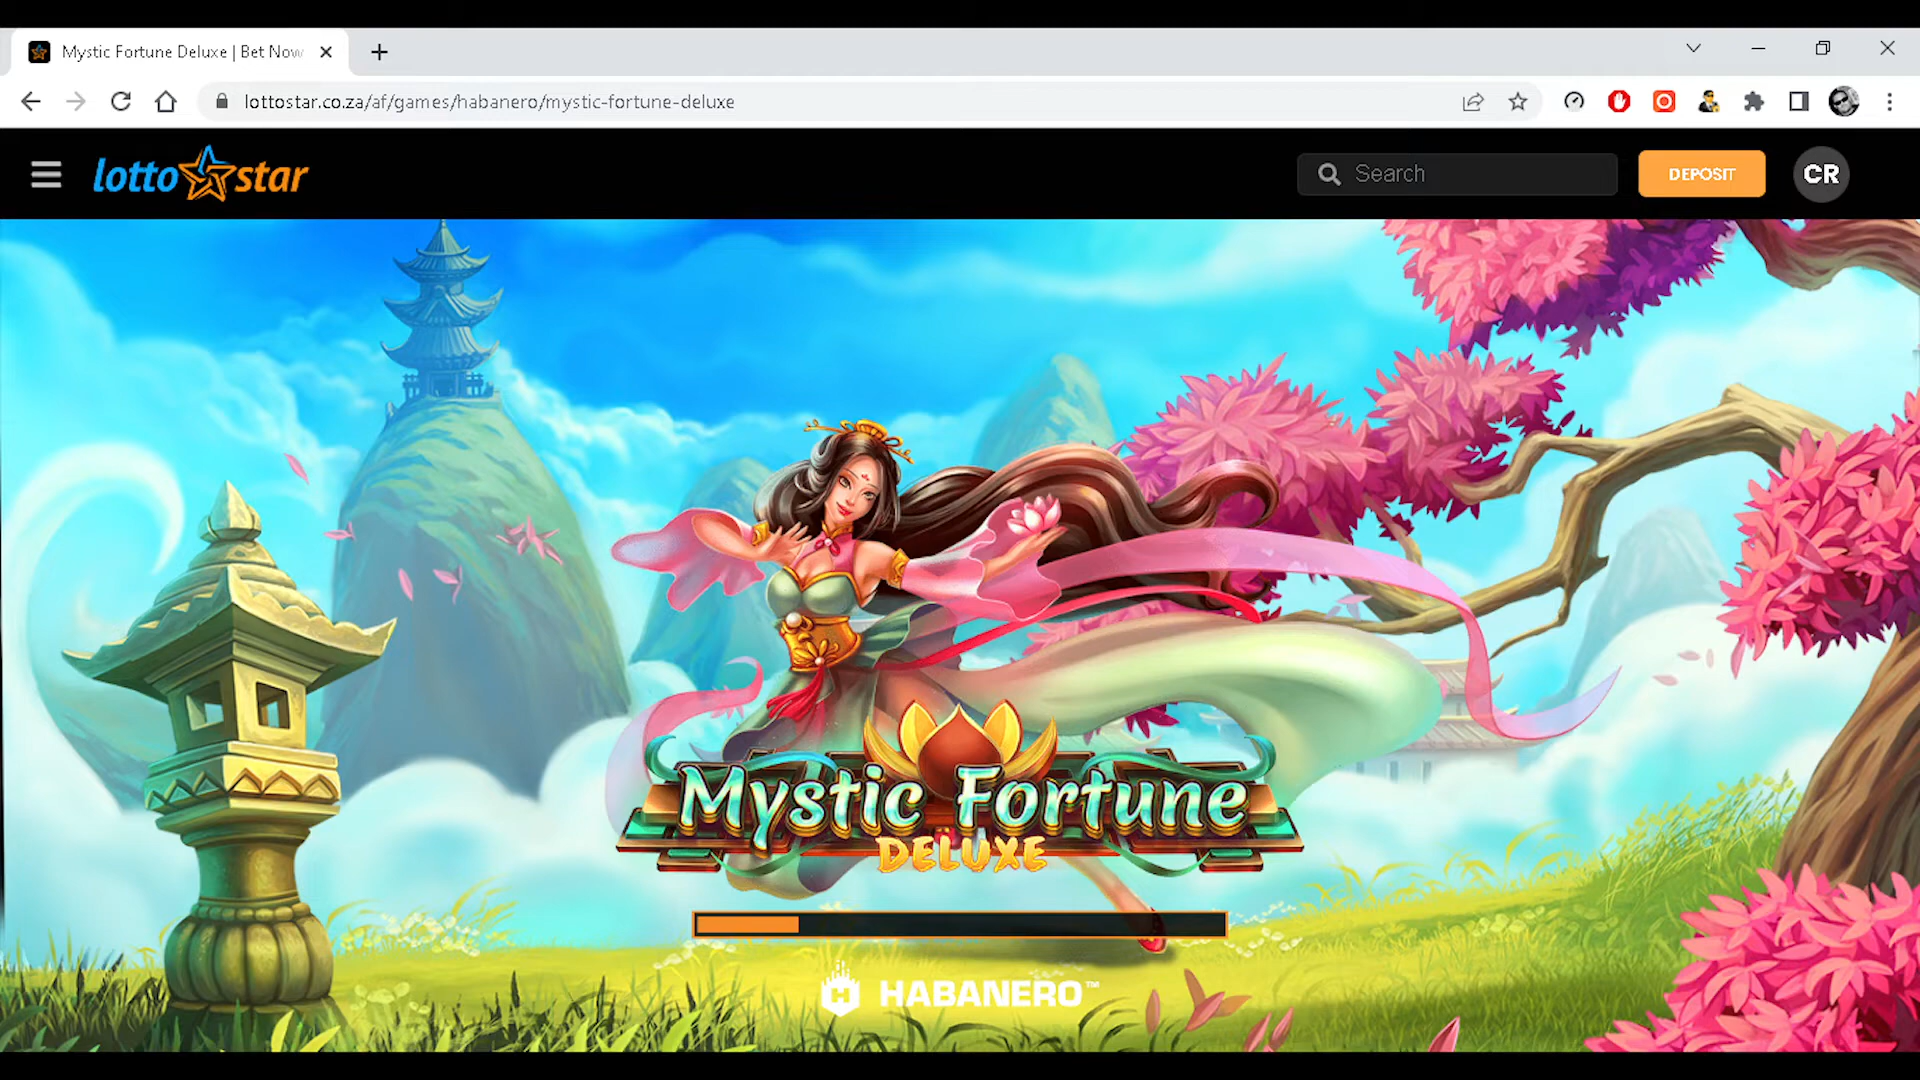 Mystic Fortune Deluxe | Bet Now
lottostar.co.za/af/games/habanero/mystic-fortune-deluxe
lotto star
Search
DEPOSIT
CR
Mystic Fortune
DELUXE
HABANERO™